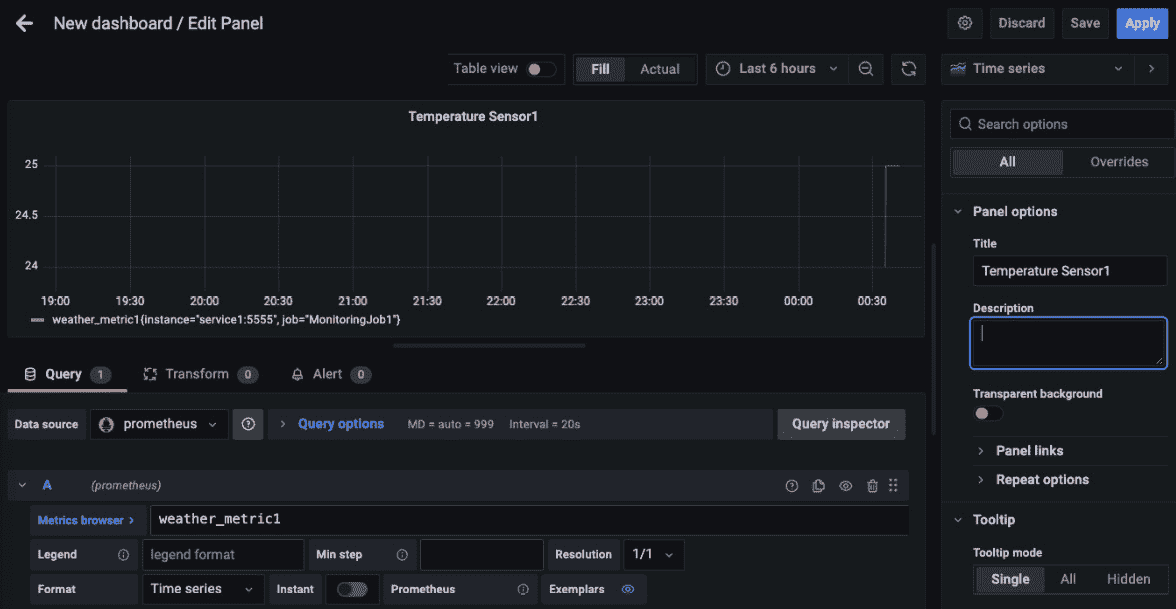 New dashboard / Edit Panel
Discard
Save
Apply
Table view
Fill
Actual
Last 6 hours
Time series
Temperature Sensor1
25
24.5
24
19:00 19:30 20:00 20:30 21:00 21:30 22:00 22:30 23:00 23:30 00:00 00:30
weather_metric1{instance="service1:5555", job="MonitoringJob1"}
Query 1
Transform 0
Alert 0
Data source
prometheus
Query options
MD = auto = 999
Interval = 20s
Query inspector
A
(prometheus)
Metrics browser >
weather_metric1
Legend
legend format
Min step
Resolution
1/1
Format
Time series
Instant
Prometheus
Exemplars
Search options
All
Overrides
Panel options
Title
Temperature Sensor1
Description
Transparent background
Panel links
Repeat options
Tooltip
Tooltip mode
Single
All
Hidden